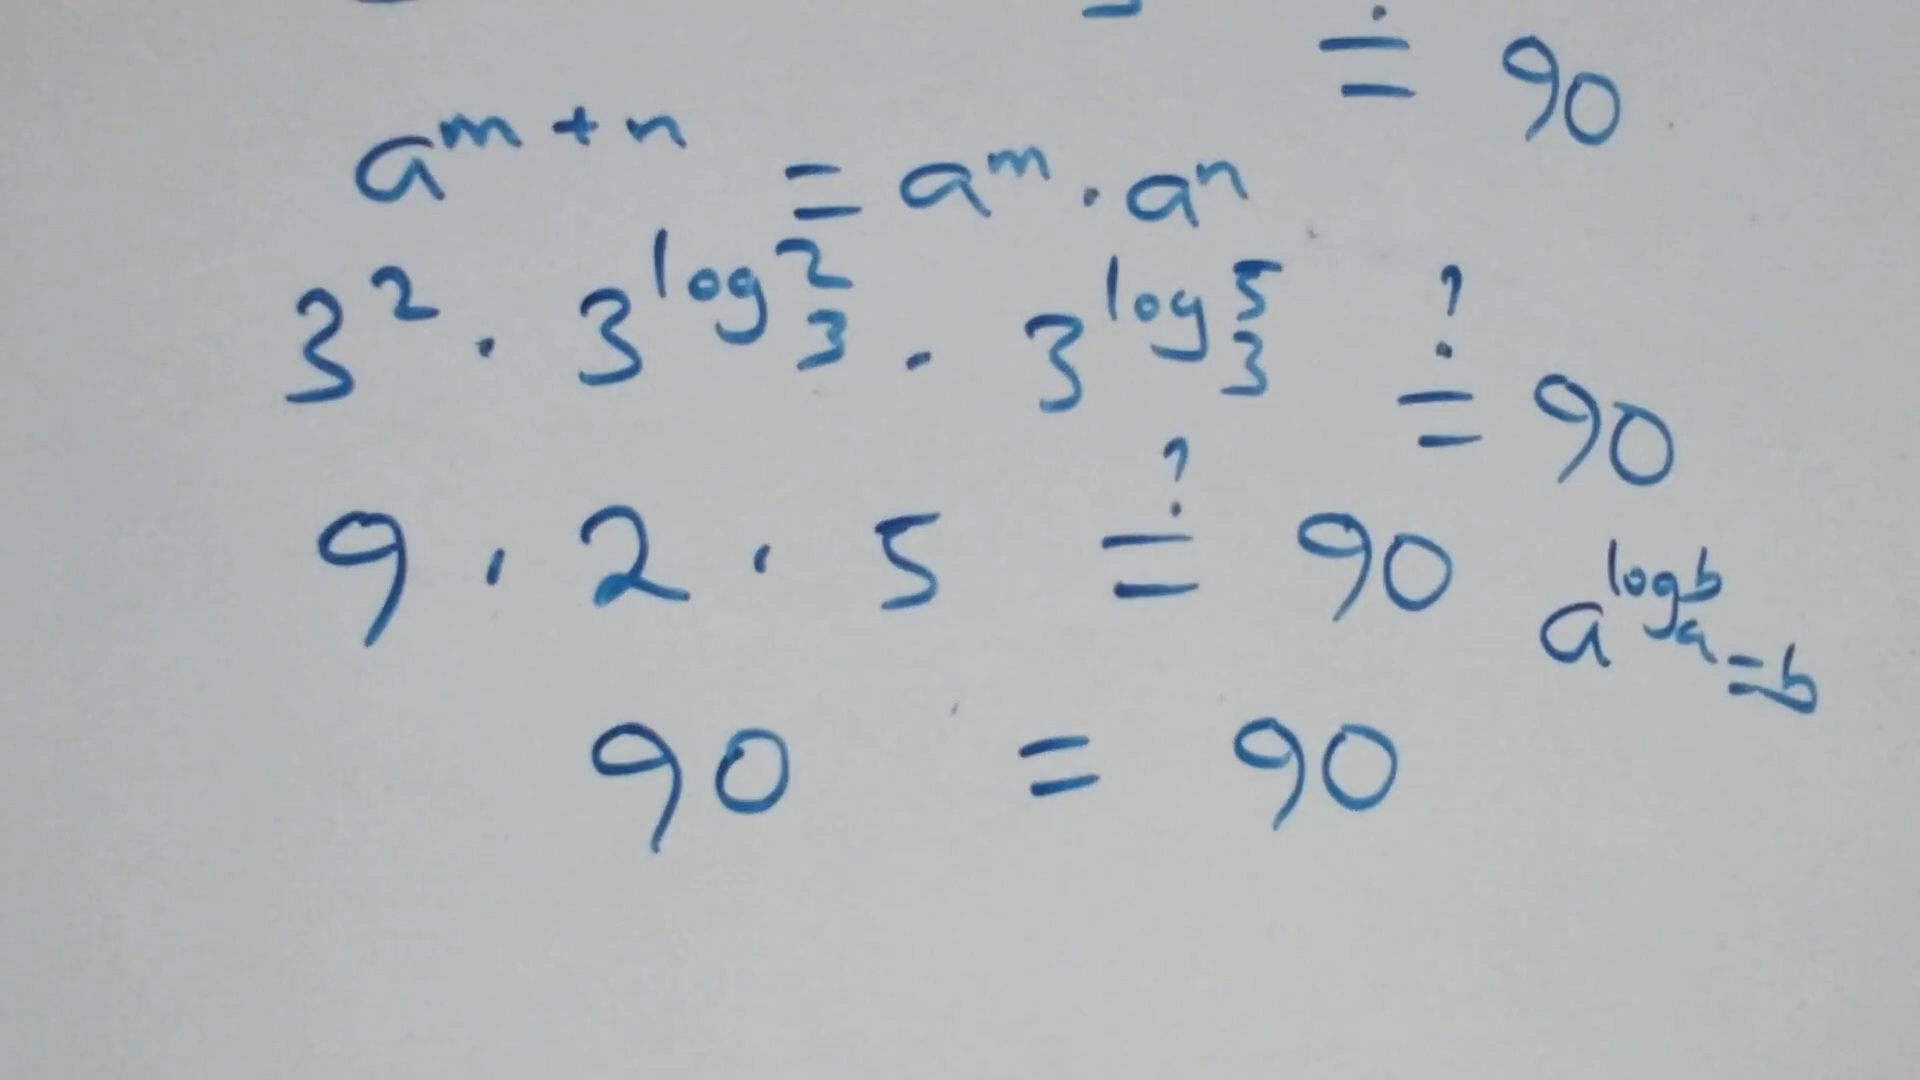 ≟ 90
a^{m+n} = a^m · a^n
3^2 · 3^{log_3^2} · 3^{log_3^5} ≟ 90
9 · 2 · 5 ≟ 90
a^{log_a^b} = b
90 = 90